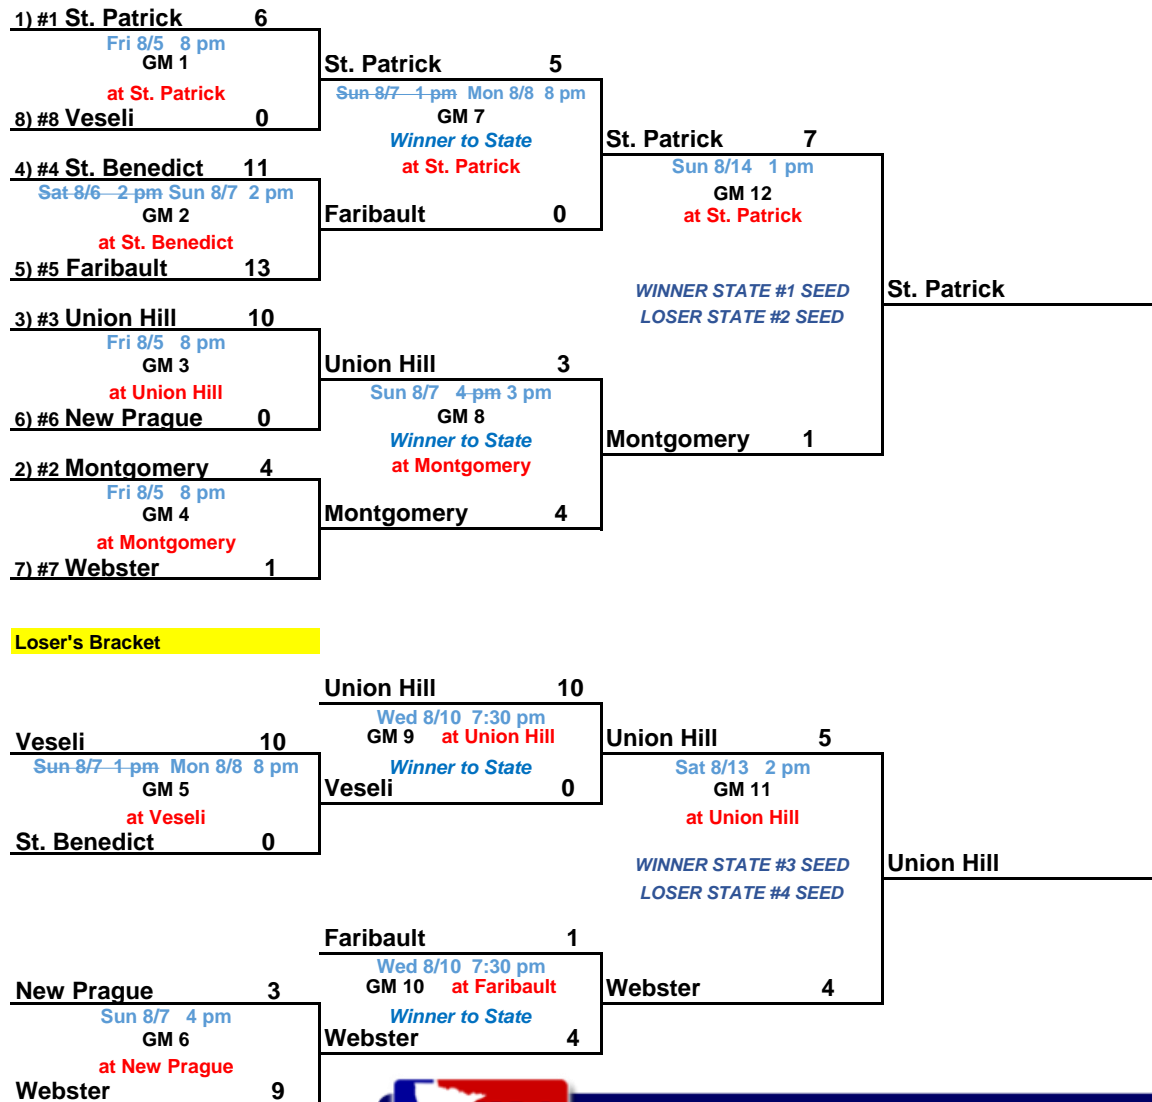 1) #1 St. Patrick 6
Fri 8/5 8 pm
GM 1
at St. Patrick
8) #8 Veseli 0
4) #4 St. Benedict 11
Sat 8/6 2 pm Sun 8/7 2 pm
GM 2
at St. Benedict
5) #5 Faribault 13
3) #3 Union Hill 10
Fri 8/5 8 pm
GM 3
at Union Hill
6) #6 New Prague 0
2) #2 Montgomery 4
Fri 8/5 8 pm
GM 4
at Montgomery
7) #7 Webster 1
St. Patrick 5
Sun 8/7 1 pm Mon 8/8 8 pm
GM 7
Winner to State
at St. Patrick
Faribault 0
Union Hill 3
Sun 8/7 4 pm 3 pm
GM 8
Winner to State
at Montgomery
Montgomery 4
St. Patrick 7
Sun 8/14 1 pm
GM 12
at St. Patrick
WINNER STATE #1 SEED
LOSER STATE #2 SEED
Montgomery 1
St. Patrick
Loser's Bracket
Veseli 10
Sun 8/7 1 pm Mon 8/8 8 pm
GM 5
at Veseli
St. Benedict 0
New Prague 3
Sun 8/7 4 pm
GM 6
at New Prague
Webster 9
Union Hill 10
Wed 8/10 7:30 pm
GM 9 at Union Hill
Winner to State
Veseli 0
Faribault 1
Wed 8/10 7:30 pm
GM 10 at Faribault
Winner to State
Webster 4
Union Hill 5
Sat 8/13 2 pm
GM 11
at Union Hill
WINNER STATE #3 SEED
LOSER STATE #4 SEED
Webster 4
Union Hill